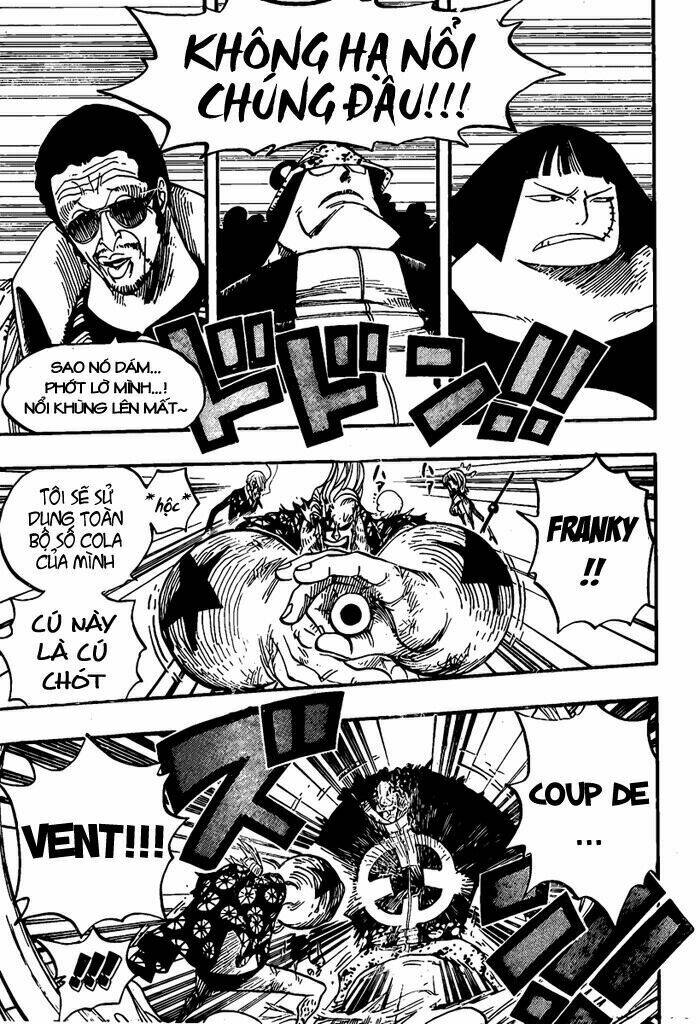 KHÔNG HẠ NỔI
CHÚNG ĐÂU!!!
SAO NÓ DÁM...
PHỚT LỜ MÌNH...!
NỔI KHÙNG LÊN MẤT~
ドドン!!
FRANKY
!!
*HỘC*
TÔI SẼ SỬ
DỤNG TOÀN
BỘ SỐ COLA
CỦA MÌNH
CÚ NÀY
LÀ CÚ
CHÓT
COUP DE
...
VENT!!!
ズドン!!
!!!